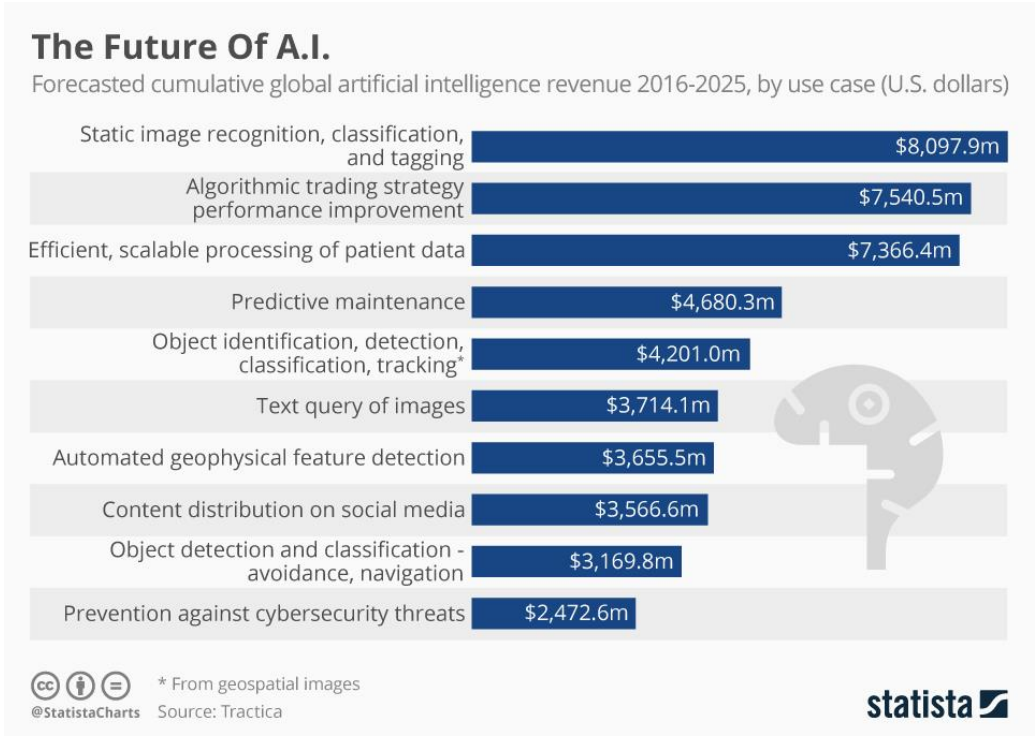 The Future Of A.I.
Forecasted cumulative global artificial intelligence revenue 2016-2025, by use case (U.S. dollars)
Static image recognition, classification,
and tagging
$8,097.9m
Algorithmic trading strategy
performance improvement
$7,540.5m
Efficient, scalable processing of patient data
$7,366.4m
Predictive maintenance
$4,680.3m
Object identification, detection,
classification, tracking*
$4,201.0m
Text query of images
$3,714.1m
Automated geophysical feature detection
$3,655.5m
Content distribution on social media
$3,566.6m
Object detection and classification -
avoidance, navigation
$3,169.8m
Prevention against cybersecurity threats
$2,472.6m
cc
@StatistaCharts
* From geospatial images
Source: Tractica
statista